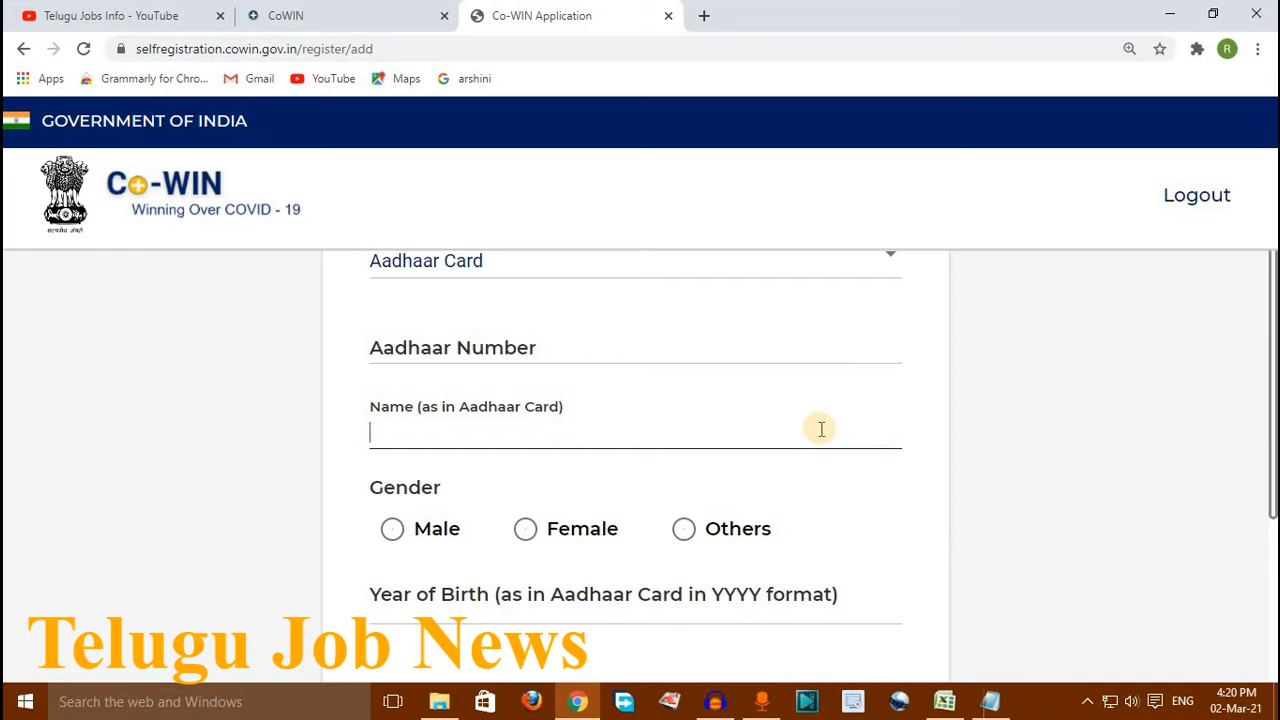 Telugu Jobs Info - YouTube
CoWIN
Co-WIN Application
selfregistration.cowin.gov.in/register/add
R
Apps
Grammarly for Chro...
Gmail
YouTube
Maps
arshini
GOVERNMENT OF INDIA
Co-WIN
Winning Over COVID - 19
Logout
Aadhaar Card
Aadhaar Number
Name (as in Aadhaar Card)
Gender
Male
Female
Others
Year of Birth (as in Aadhaar Card in YYYY format)
Telugu Job News
Search the web and Windows
ENG
4:20 PM
02-Mar-21